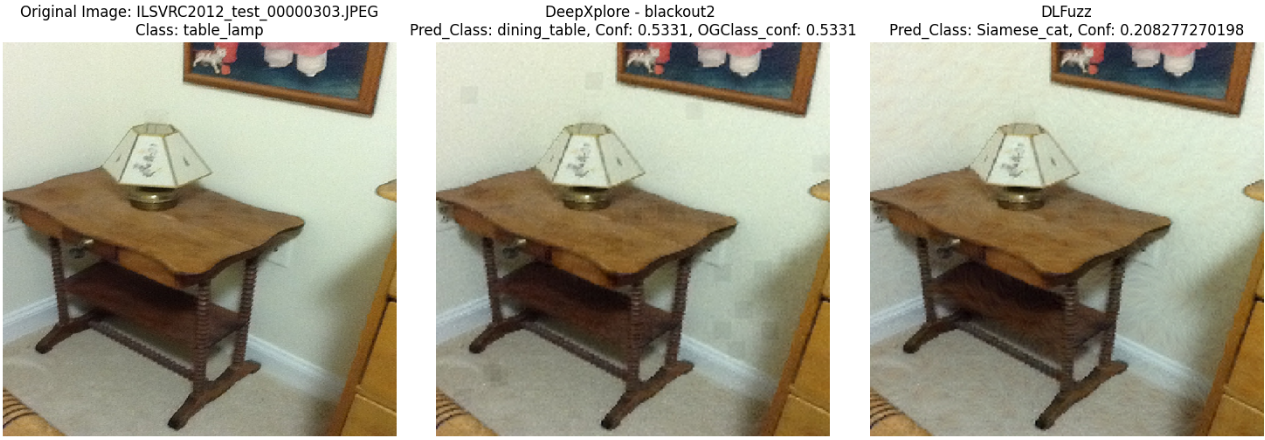 Original Image: ILSVRC2012_test_00000303.JPEG
Class: table_lamp
DeepXplore - blackout2
Pred_Class: dining_table, Conf: 0.5331, OGClass_conf: 0.5331
DLFuzz
Pred_Class: Siamese_cat, Conf: 0.208277270198